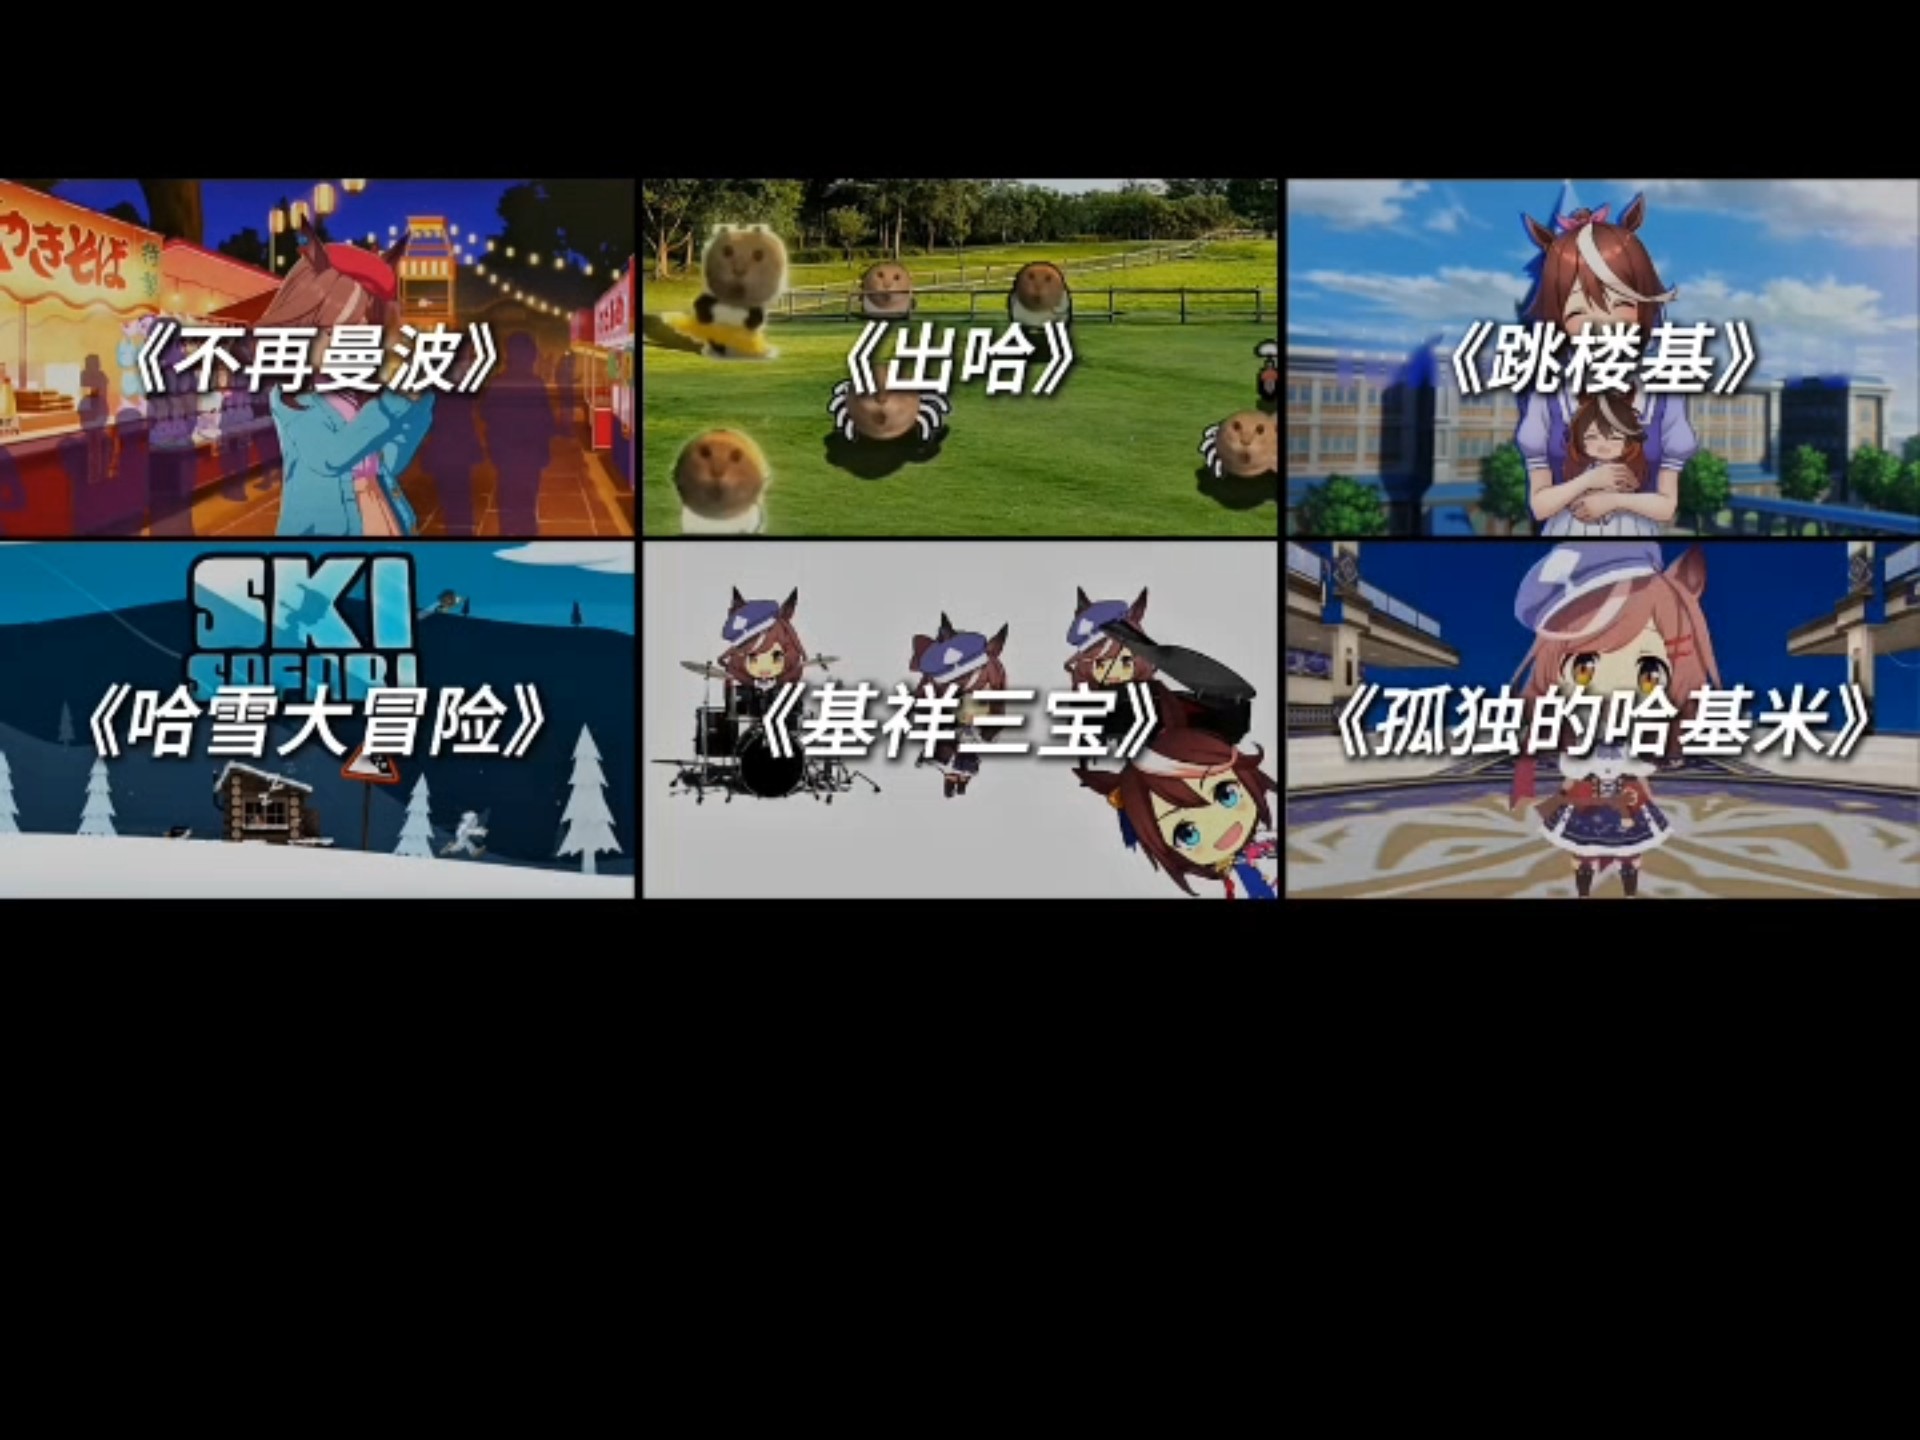 やきそば
《不再曼波》
《出哈》
《跳楼基》
SKI
SAFARI
《哈雪大冒险》
《基祥三宝》
《孤独的哈基米》